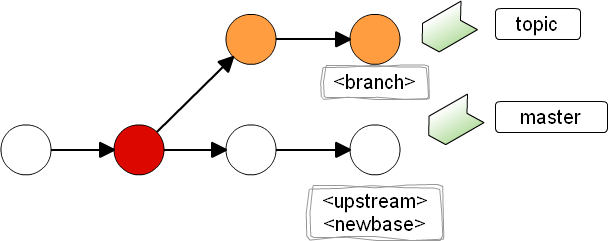 topic
<branch>
master
<upstream>
<newbase>